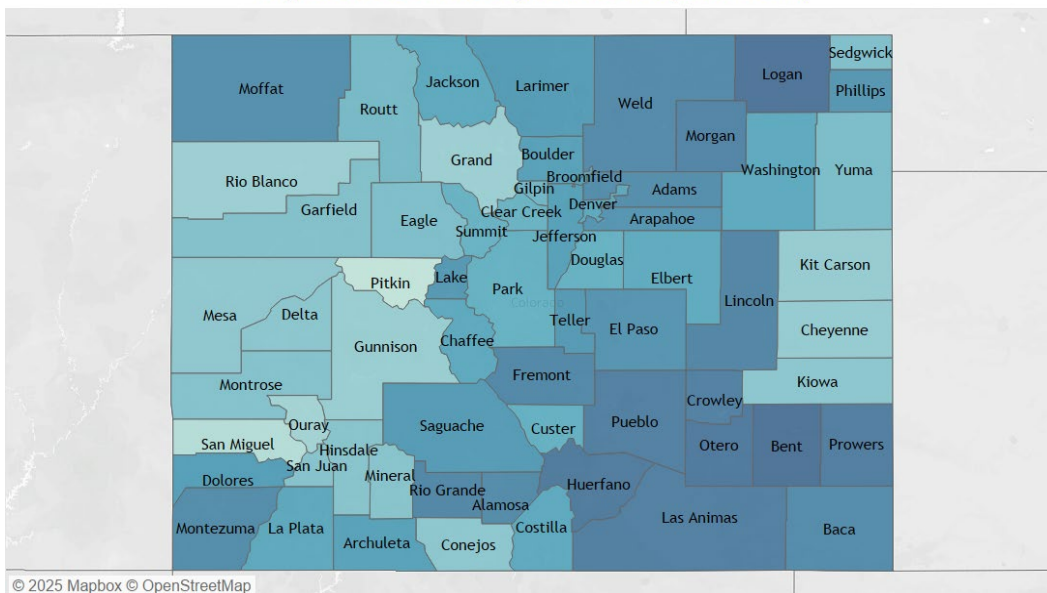 Sedgwick
Moffat
Jackson
Larimer
Logan
Phillips
Routt
Weld
Morgan
Grand
Boulder
Washington
Yuma
Broomfield
Rio Blanco
Gilpin
Adams
Garfield
Eagle
Clear Creek
Denver
Arapahoe
Summit
Jefferson
Douglas
Kit Carson
Pitkin
Lake
Elbert
Park
Colorado
Lincoln
Mesa
Delta
Teller
El Paso
Cheyenne
Gunnison
Chaffee
Fremont
Kiowa
Montrose
Crowley
Ouray
Saguache
Custer
Pueblo
San Miguel
Hinsdale
Otero
Bent
Prowers
San Juan
Mineral
Dolores
Rio Grande
Huerfano
Alamosa
Las Animas
Montezuma
La Plata
Costilla
Baca
Archuleta
Conejos
© 2025 Mapbox © OpenStreetMap